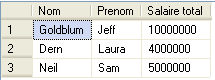 Nom Prenom Salaire total
1 Goldblum Jeff 10000000
2 Dern Laura 4000000
3 Neil Sam 5000000